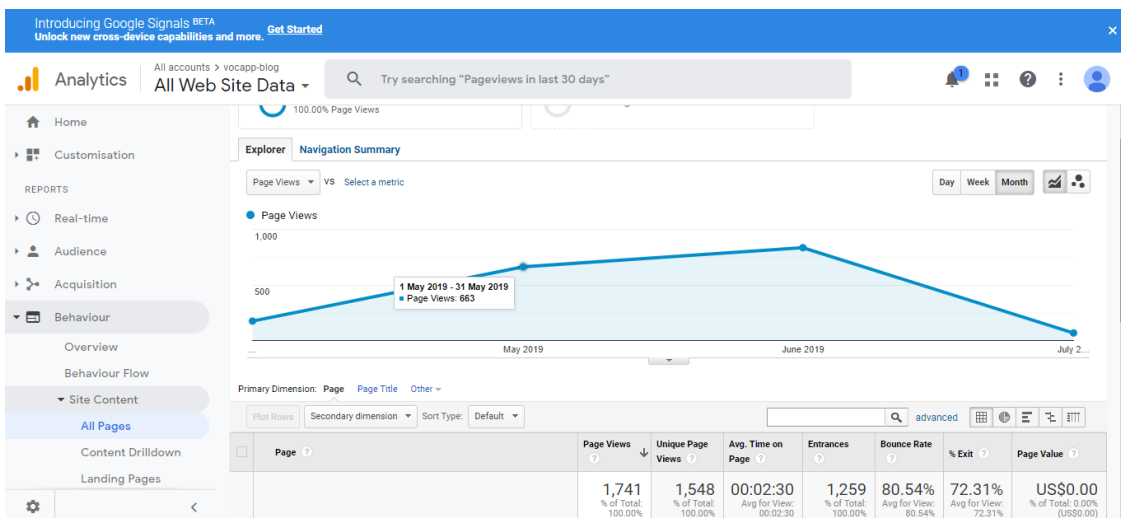 Introducing Google Signals BETA
Unlock new cross-device capabilities and more. Get Started
×
Analytics
All accounts > vocapp-blog
All Web Site Data
Try searching “Pageviews in last 30 days”
1
Home
Customisation
REPORTS
Real-time
Audience
Acquisition
Behaviour
Overview
Behaviour Flow
Site Content
All Pages
Content Drilldown
Landing Pages
100.00% Page Views
Explorer Navigation Summary
Page Views VS Select a metric
Day Week Month
Page Views
1,000
500
1 May 2019 - 31 May 2019
Page Views: 663
... May 2019 June 2019 July 2...
Primary Dimension: Page Page Title Other
Plot Rows Secondary dimension Sort Type: Default advanced
Page
Page Views
Unique Page Views
Avg. Time on Page
Entrances
Bounce Rate
% Exit
Page Value
1,741
% of Total:
100.00%
1,548
% of Total:
100.00%
00:02:30
Avg for View:
00:02:30
1,259
% of Total:
100.00%
80.54%
Avg for View:
80.54%
72.31%
Avg for View:
72.31%
US$0.00
% of Total: 0.00%
(US$0.00)